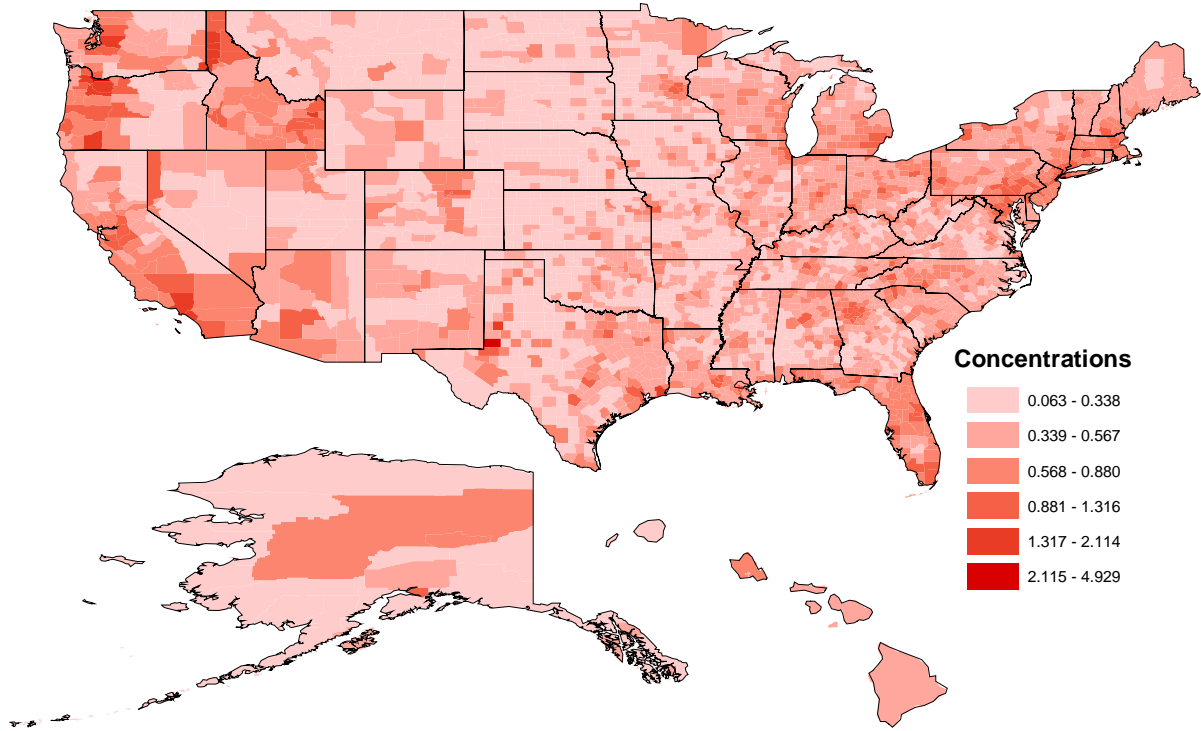 Concentrations
0.063 - 0.338
0.339 - 0.567
0.568 - 0.880
0.881 - 1.316
1.317 - 2.114
2.115 - 4.929